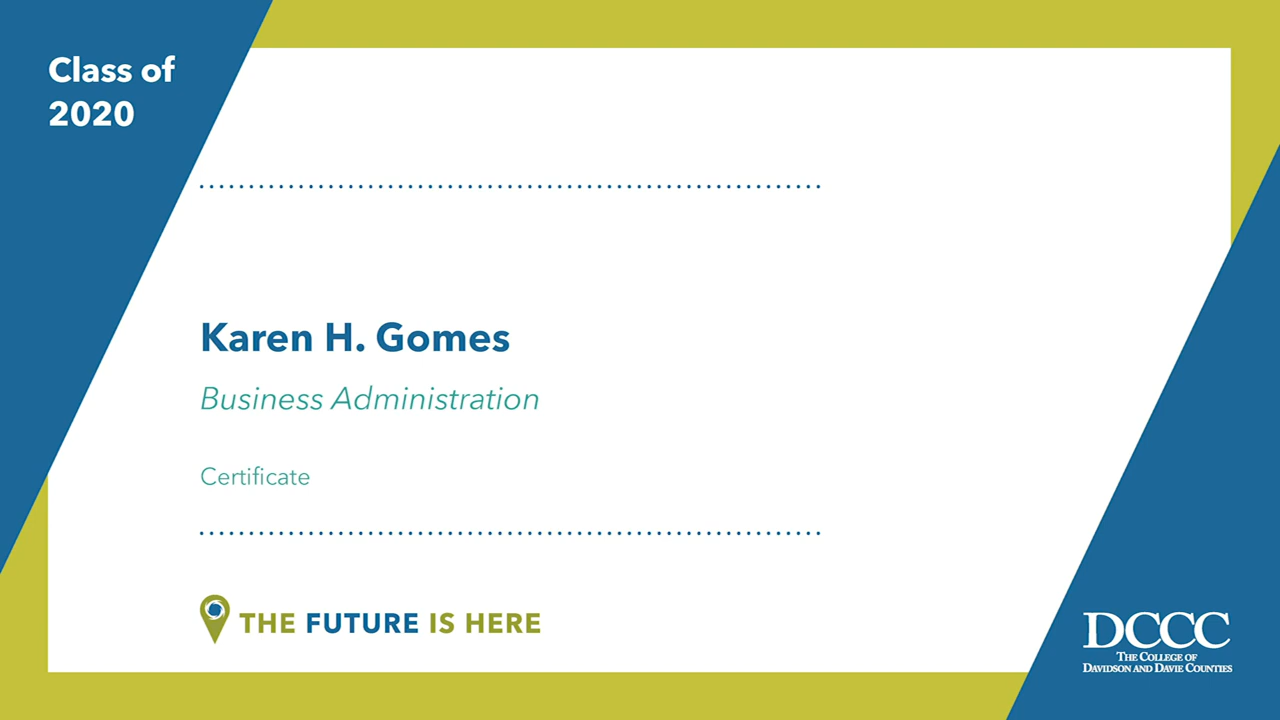 Class of
2020
Karen H. Gomes
Business Administration
Certificate
THE FUTURE IS HERE
DCCC
THE COLLEGE OF
DAVIDSON AND DAVIE COUNTIES